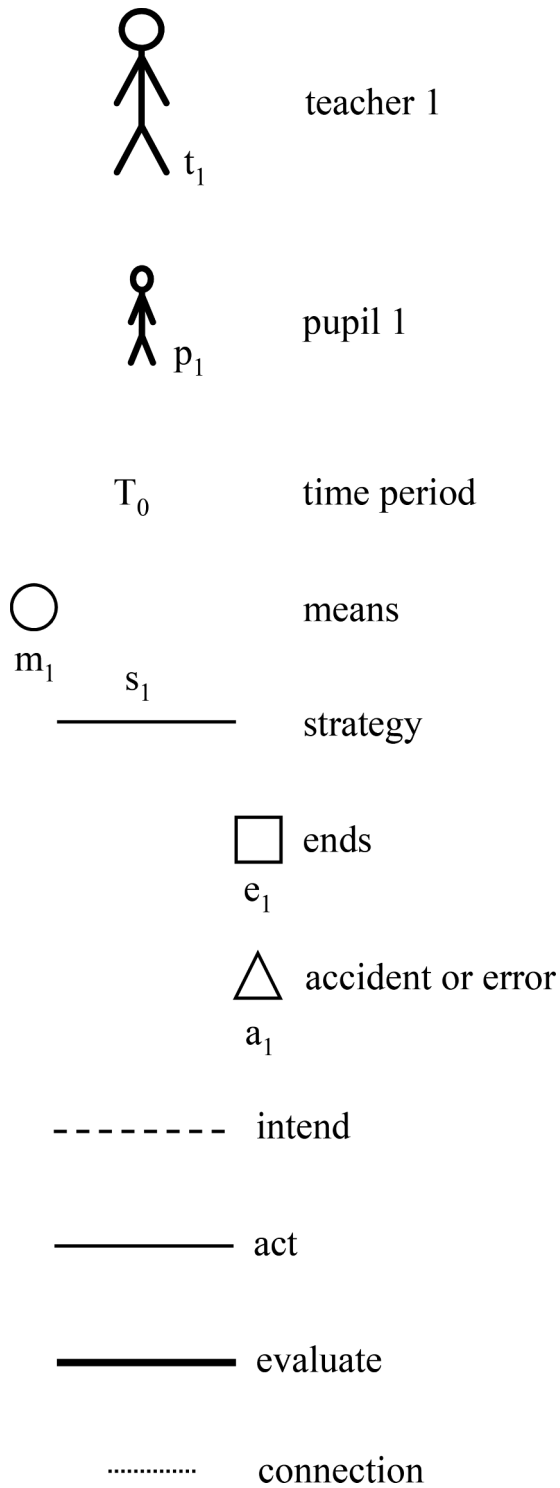 teacher 1
t₁
pupil 1
p₁
T₀ time period
means
m₁
s₁
strategy
ends
e₁
accident or error
a₁
intend
act
evaluate
connection